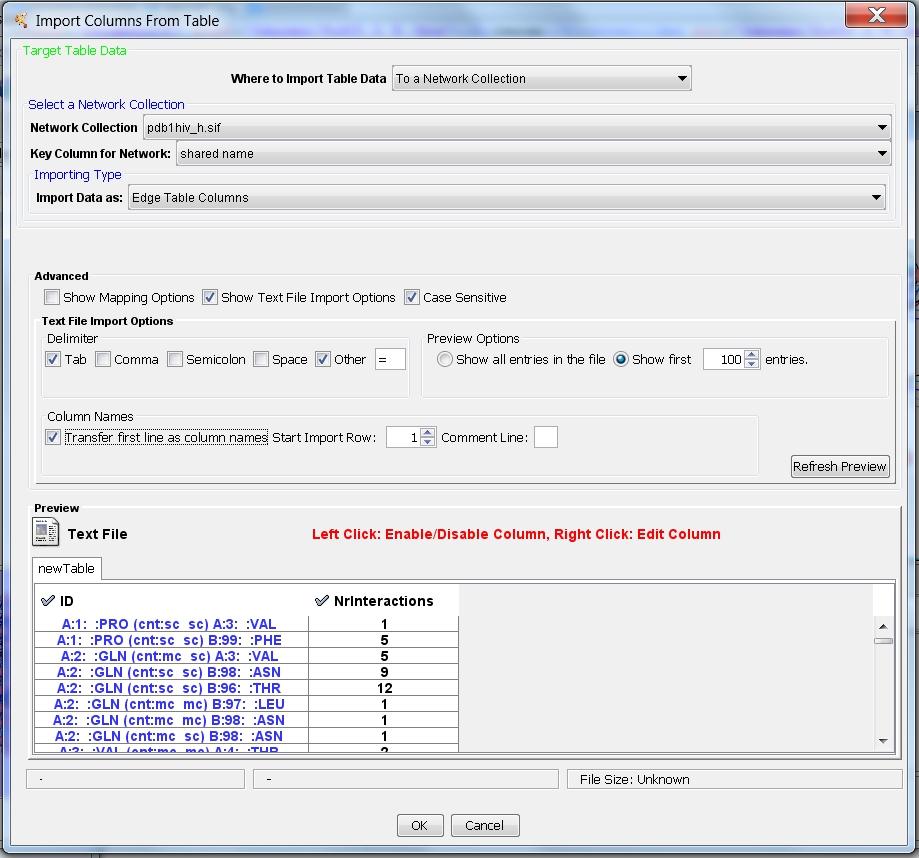 Import Columns From Table
Target Table Data
Where to Import Table Data To a Network Collection
Select a Network Collection
Network Collection pdb1hiv_h.sif
Key Column for Network: shared name
Importing Type
Import Data as: Edge Table Columns
Advanced
Show Mapping Options Show Text File Import Options Case Sensitive
Text File Import Options
Delimiter Preview Options
Tab Comma Semicolon Space Other = Show all entries in the file Show first 100 entries.
Column Names
Transfer first line as column names Start Import Row: 1 Comment Line:
Refresh Preview
Preview
Text File Left Click: Enable/Disable Column, Right Click: Edit Column
newTable
ID NrInteractions
A:1: :PRO (cnt:sc sc) A:3: :VAL 1
A:1: :PRO (cnt:sc sc) B:99: :PHE 5
A:2: :GLN (cnt:mc sc) A:3: :VAL 5
A:2: :GLN (cnt:sc sc) B:98: :ASN 9
A:2: :GLN (cnt:sc sc) B:96: :THR 12
A:2: :GLN (cnt:mc mc) B:97: :LEU 1
A:2: :GLN (cnt:mc mc) B:98: :ASN 1
A:2: :GLN (cnt:mc sc) B:98: :ASN 1
A:3: :VAL (cnt:mc mc) A:4: :THR 2
- - File Size: Unknown
OK Cancel